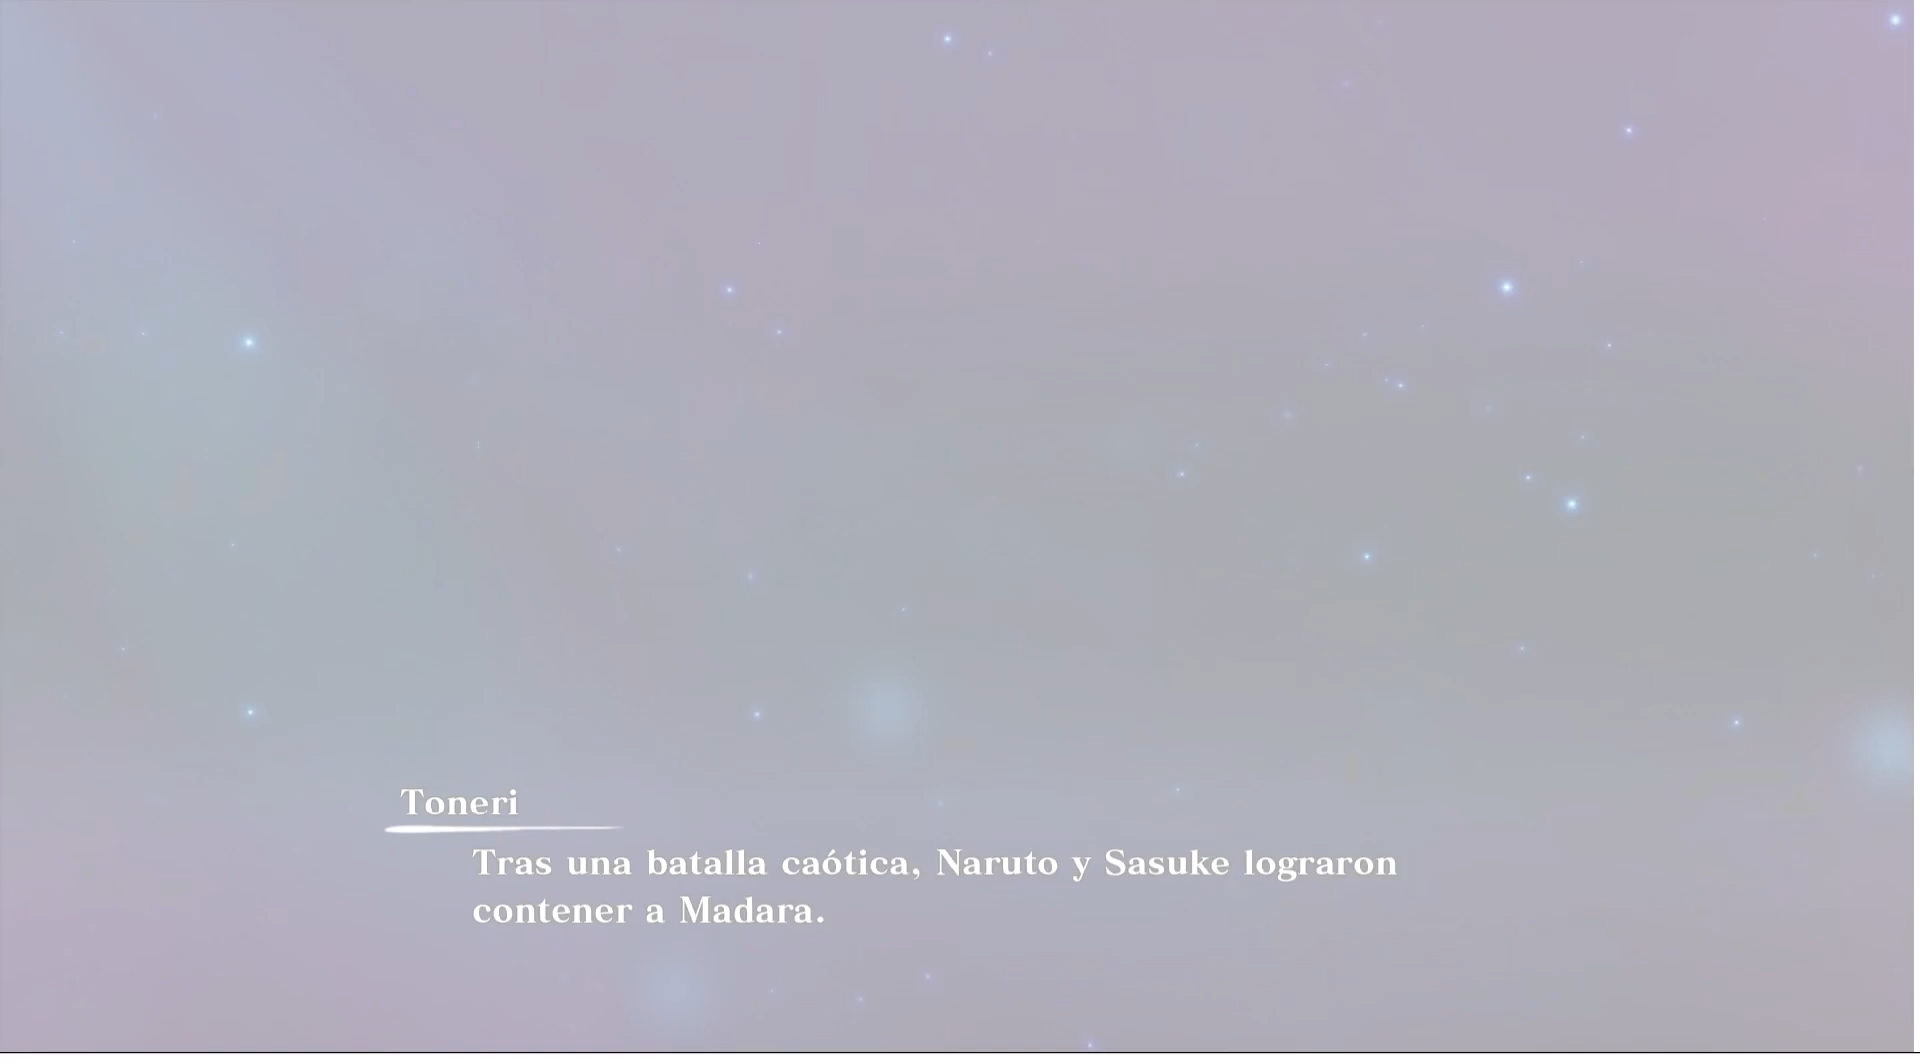 Toneri
Tras una batalla caótica, Naruto y Sasuke lograron
contener a Madara.